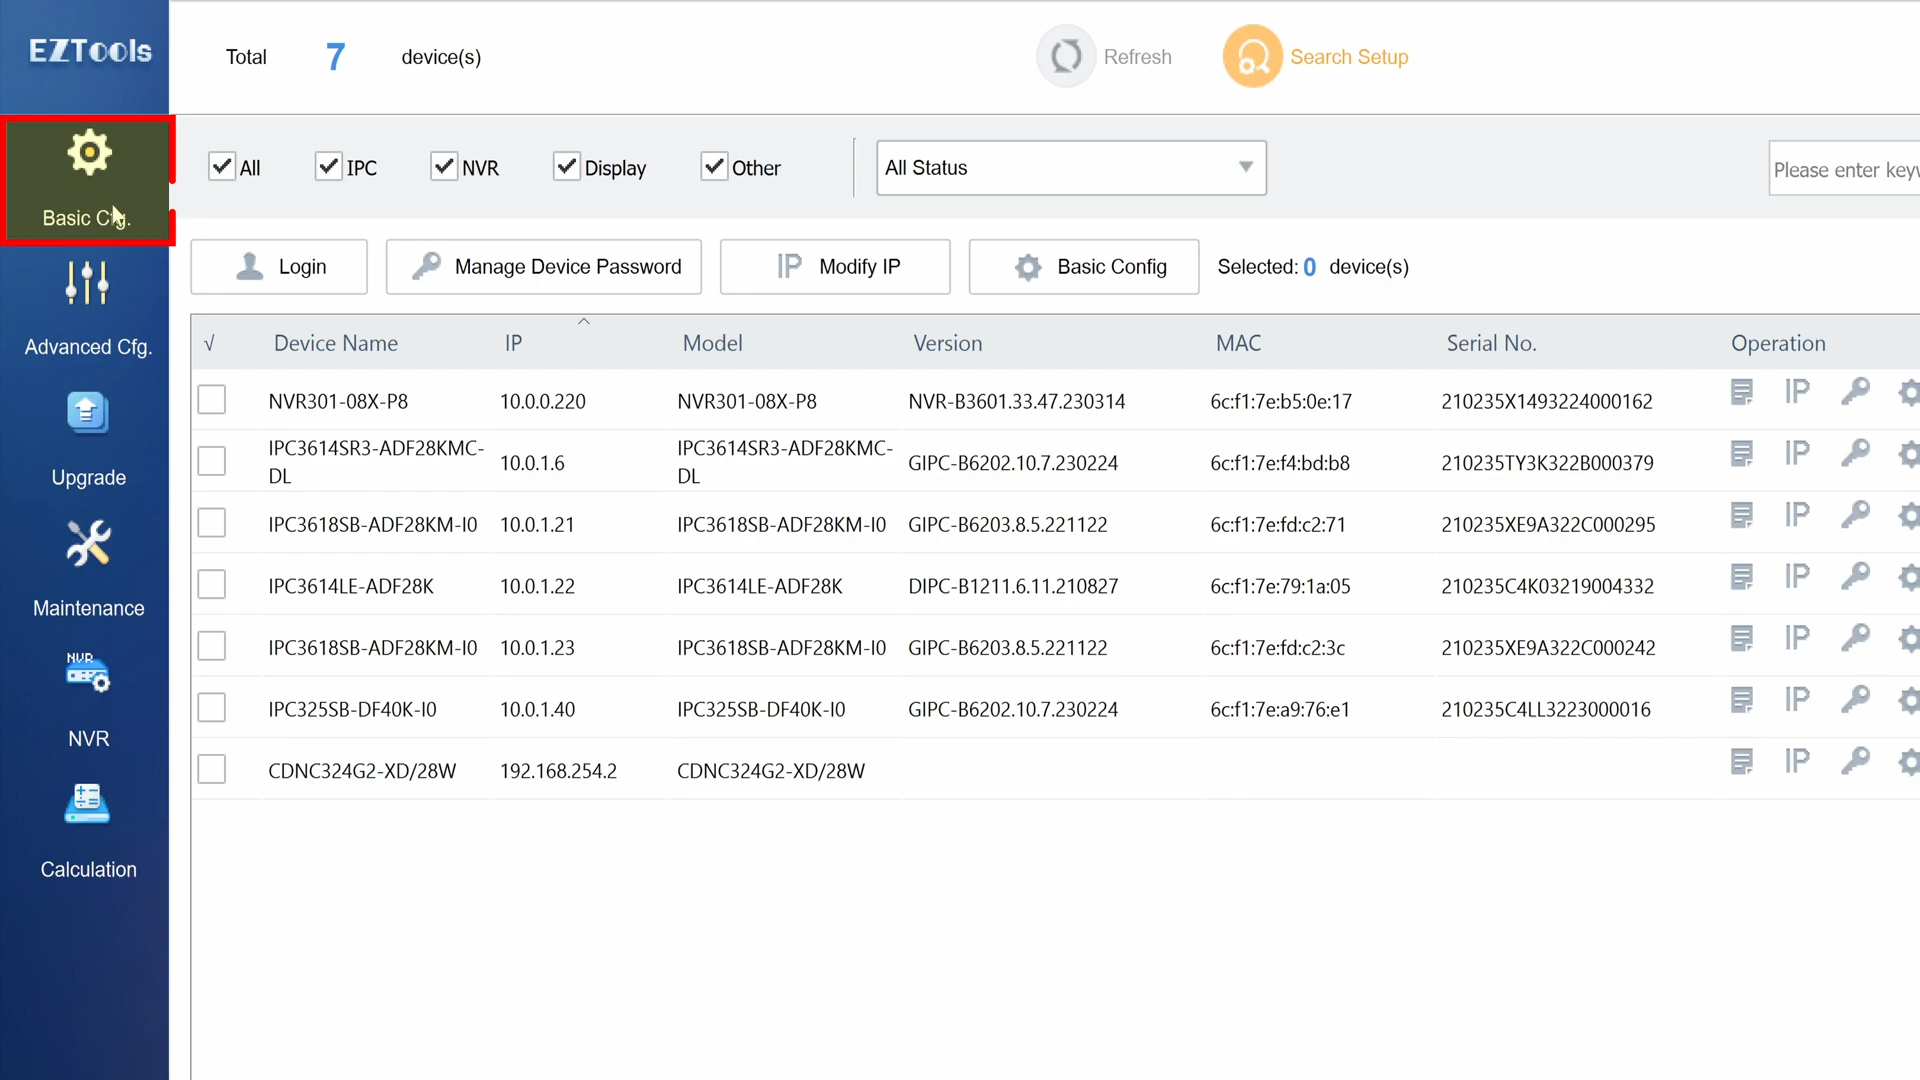 EZTools
Total 7 device(s)
Refresh
Search Setup
All IPC NVR Display Other
All Status
Please enter keyw
Basic Cfg.
Advanced Cfg.
Upgrade
Maintenance
NVR
NVR
Calculation
Login
Manage Device Password
IP Modify IP
Basic Config
Selected: 0 device(s)
√ Device Name IP Model Version MAC Serial No. Operation
NVR301-08X-P8 10.0.0.220 NVR301-08X-P8 NVR-B3601.33.47.230314 6c:f1:7e:b5:0e:17 210235X1493224000162 IP
IPC3614SR3-ADF28KMC-DL 10.0.1.6 IPC3614SR3-ADF28KMC-DL GIPC-B6202.10.7.230224 6c:f1:7e:f4:bd:b8 210235TY3K322B000379 IP
IPC3618SB-ADF28KM-I0 10.0.1.21 IPC3618SB-ADF28KM-I0 GIPC-B6203.8.5.221122 6c:f1:7e:fd:c2:71 210235XE9A322C000295 IP
IPC3614LE-ADF28K 10.0.1.22 IPC3614LE-ADF28K DIPC-B1211.6.11.210827 6c:f1:7e:79:1a:05 210235C4K03219004332 IP
IPC3618SB-ADF28KM-I0 10.0.1.23 IPC3618SB-ADF28KM-I0 GIPC-B6203.8.5.221122 6c:f1:7e:fd:c2:3c 210235XE9A322C000242 IP
IPC325SB-DF40K-I0 10.0.1.40 IPC325SB-DF40K-I0 GIPC-B6202.10.7.230224 6c:f1:7e:a9:76:e1 210235C4LL3223000016 IP
CDNC324G2-XD/28W 192.168.254.2 CDNC324G2-XD/28W IP